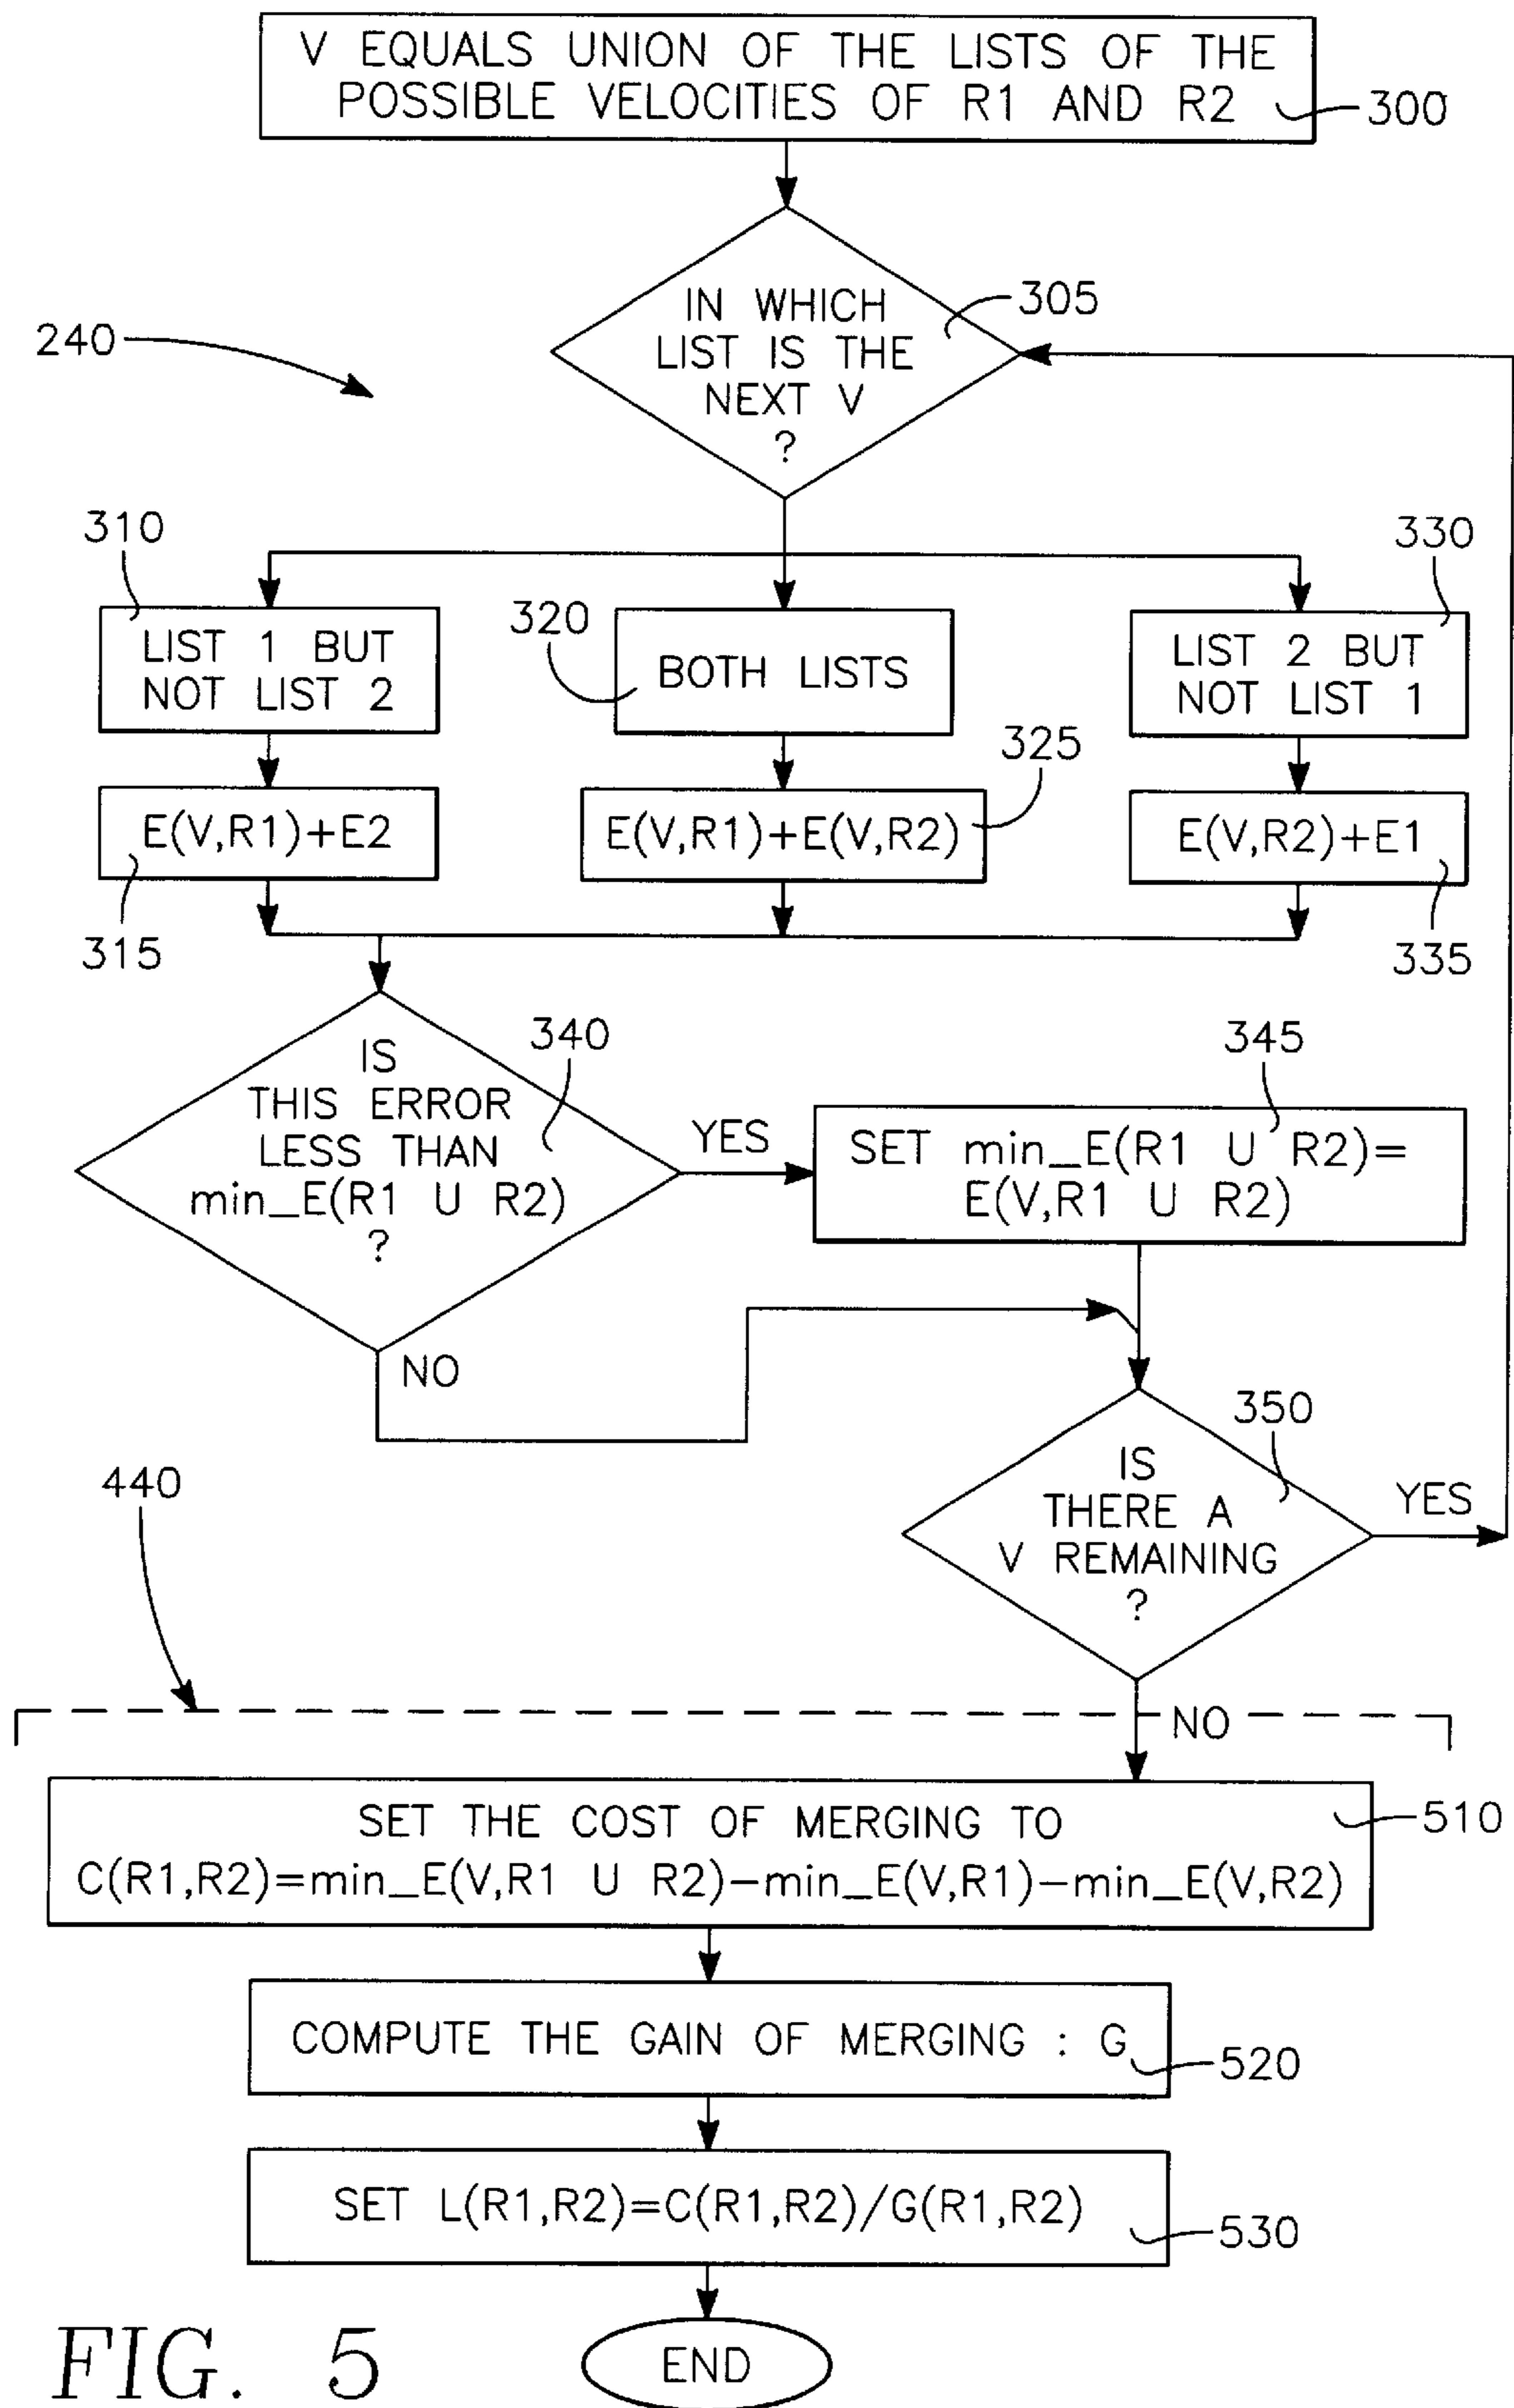 V EQUALS UNION OF THE LISTS OF THE
POSSIBLE VELOCITIES OF R1 AND R2
300
240
IN WHICH
LIST IS THE
NEXT V
?
305
310
LIST 1 BUT
NOT LIST 2
320
BOTH LISTS
330
LIST 2 BUT
NOT LIST 1
E(V,R1)+E2
315
E(V,R1)+E(V,R2)
325
E(V,R2)+E1
335
IS
THIS ERROR
LESS THAN
min_E(R1 U R2)
?
340
YES
NO
345
SET min_E(R1 U R2)=
E(V,R1 U R2)
350
IS
THERE A
V REMAINING
?
YES
NO
440
SET THE COST OF MERGING TO
C(R1,R2)=min_E(V,R1 U R2)-min_E(V,R1)-min_E(V,R2)
510
COMPUTE THE GAIN OF MERGING : G
520
SET L(R1,R2)=C(R1,R2)/G(R1,R2)
530
END
FIG. 5